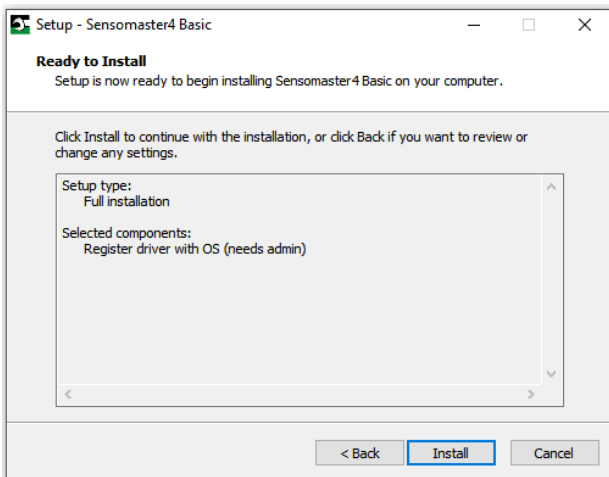 Setup - Sensomaster4 Basic
Ready to Install
Setup is now ready to begin installing Sensomaster4 Basic on your computer.
Click Install to continue with the installation, or click Back if you want to review or
change any settings.
Setup type:
Full installation
Selected components:
Register driver with OS (needs admin)
< Back
Install
Cancel